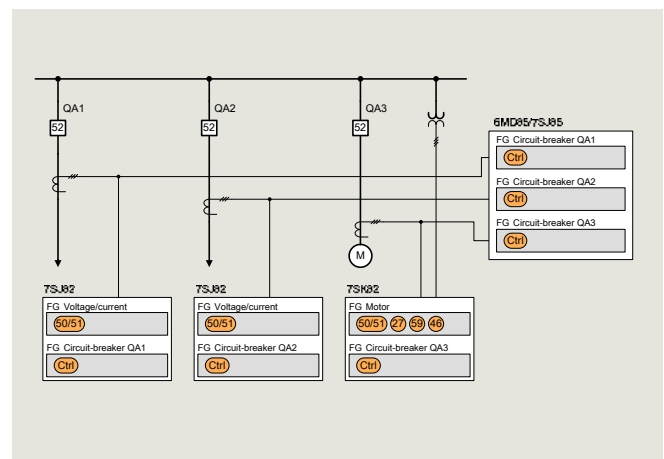 QA1
QA2
QA3
52
52
52
6MD85/7SJ85
FG Circuit-breaker QA1
Ctrl
FG Circuit-breaker QA2
Ctrl
FG Circuit-breaker QA3
Ctrl
M
7SJ82
FG Voltage/current
50/51
FG Circuit-breaker QA1
Ctrl
7SJ82
FG Voltage/current
50/51
FG Circuit-breaker QA2
Ctrl
7SK82
FG Motor
50/51 27 59 46
FG Circuit-breaker QA3
Ctrl